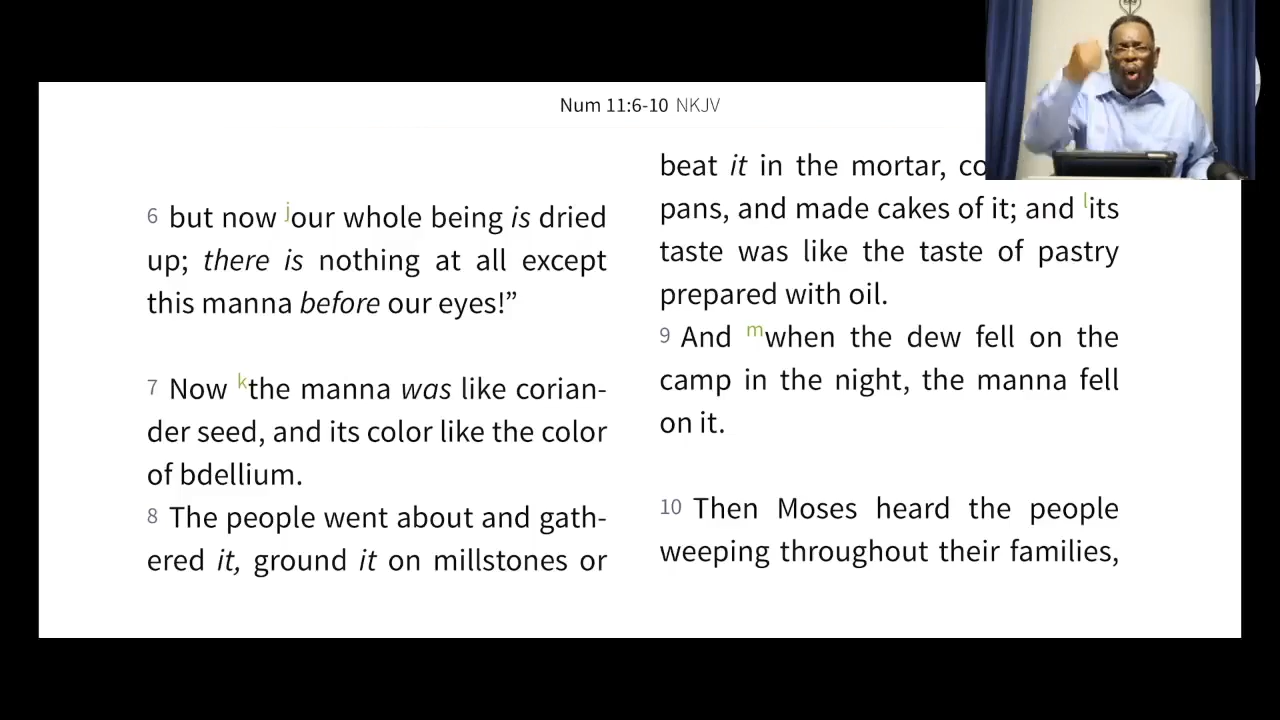 Num 11:6-10 NKJV
6 but now jour whole being is dried
up; there is nothing at all except
this manna before our eyes!”
7 Now kthe manna was like corian-
der seed, and its color like the color
of bdellium.
8 The people went about and gath-
ered it, ground it on millstones or
beat it in the mortar,
pans, and made cakes of it; and lits
taste was like the taste of pastry
prepared with oil.
9 And mwhen the dew fell on the
camp in the night, the manna fell
on it.
10 Then Moses heard the people
weeping throughout their families,